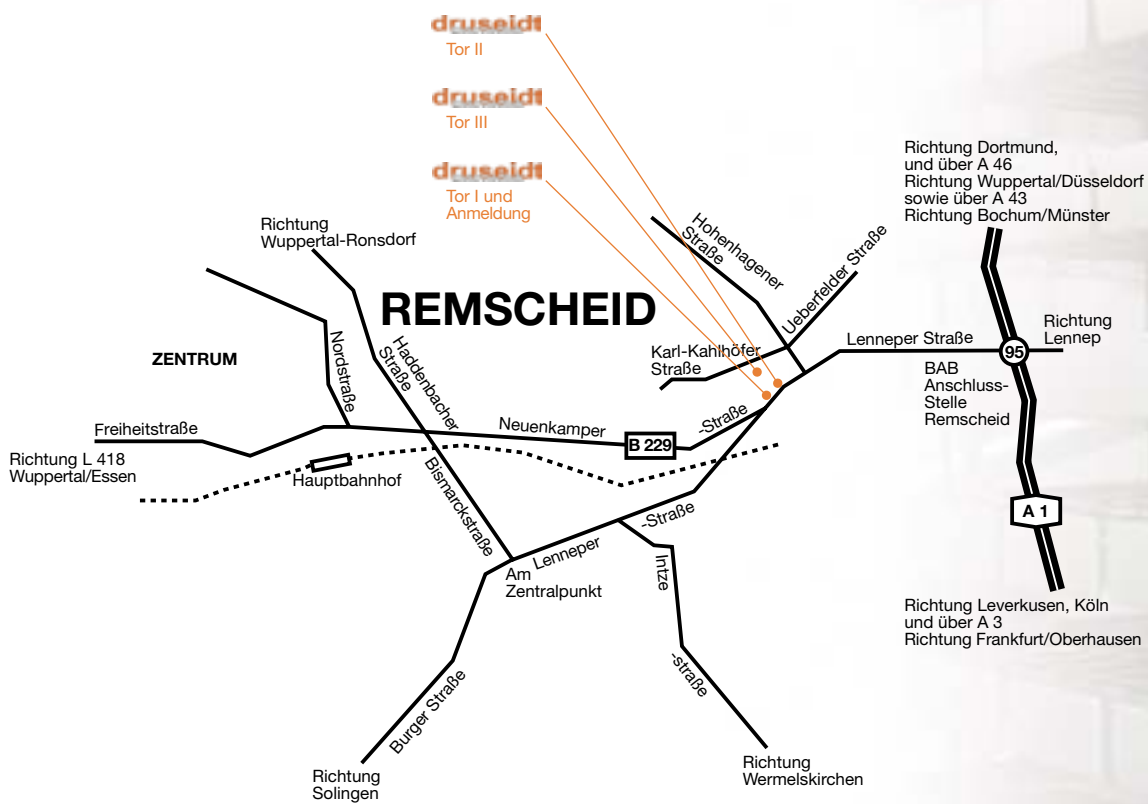 druseidt
Tor II
druseidt
Tor III
druseidt
Tor I und
Anmeldung
Richtung Dortmund,
und über A 46
Richtung Wuppertal/Düsseldorf
sowie über A 43
Richtung Bochum/Münster
Richtung
Wuppertal-Ronsdorf
Hohenhagener
Straße
Ueberfelder Straße
REMSCHEID
ZENTRUM
Nordstraße
Haddenbacher
Straße
Karl-Kahlhöfer
Straße
Lenneper Straße
95
Richtung
Lennep
BAB
Anschluss-
Stelle
Remscheid
Freiheitstraße
Neuenkamper
B 229
-Straße
Richtung L 418
Wuppertal/Essen
Hauptbahnhof
Bismarckstraße
A 1
Lenneper
-Straße
Am
Zentralpunkt
Intze
-straße
Richtung Leverkusen, Köln
und über A 3
Richtung Frankfurt/Oberhausen
Burger Straße
Richtung
Solingen
Richtung
Wermelskirchen